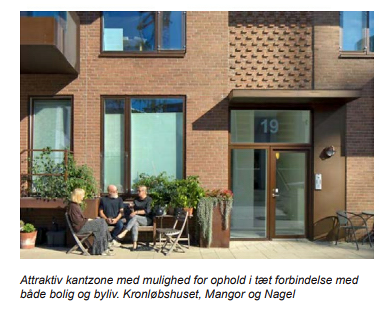 19
Attraktiv kantzone med mulighed for ophold i tæt forbindelse med
både bolig og byliv. Kronløbshuset, Mangor og Nagel